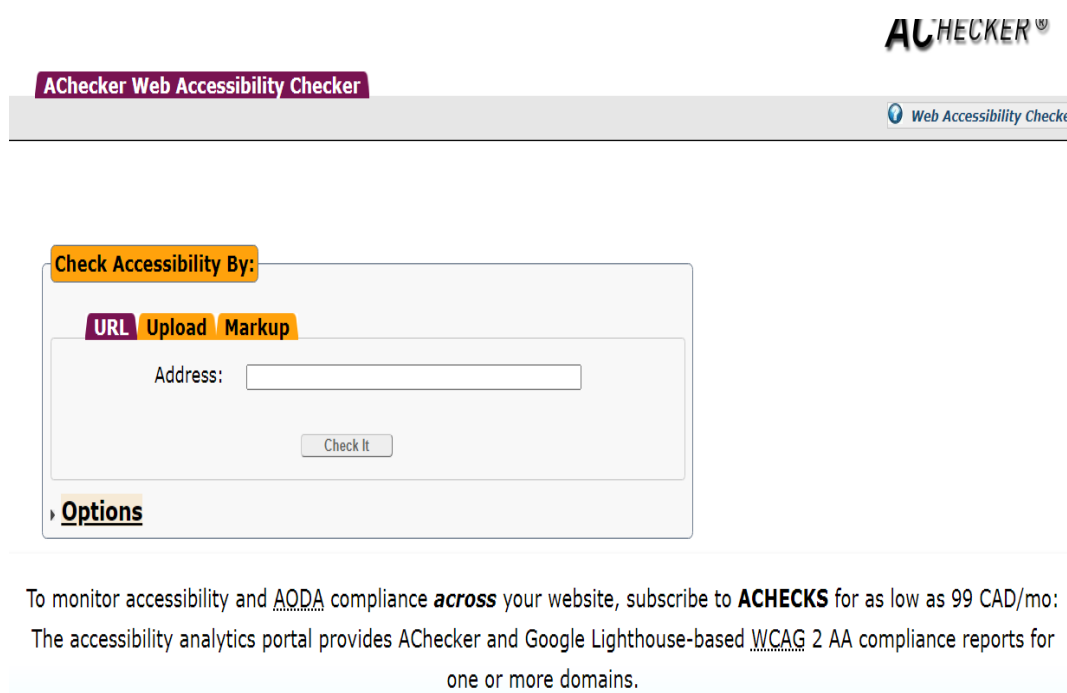 ACHECKER®
AChecker Web Accessibility Checker
Web Accessibility Checke
Check Accessibility By:
URL Upload Markup
Address:
Check It
Options
To monitor accessibility and AODA compliance across your website, subscribe to ACHECKS for as low as 99 CAD/mo:
The accessibility analytics portal provides AChecker and Google Lighthouse-based WCAG 2 AA compliance reports for
one or more domains.